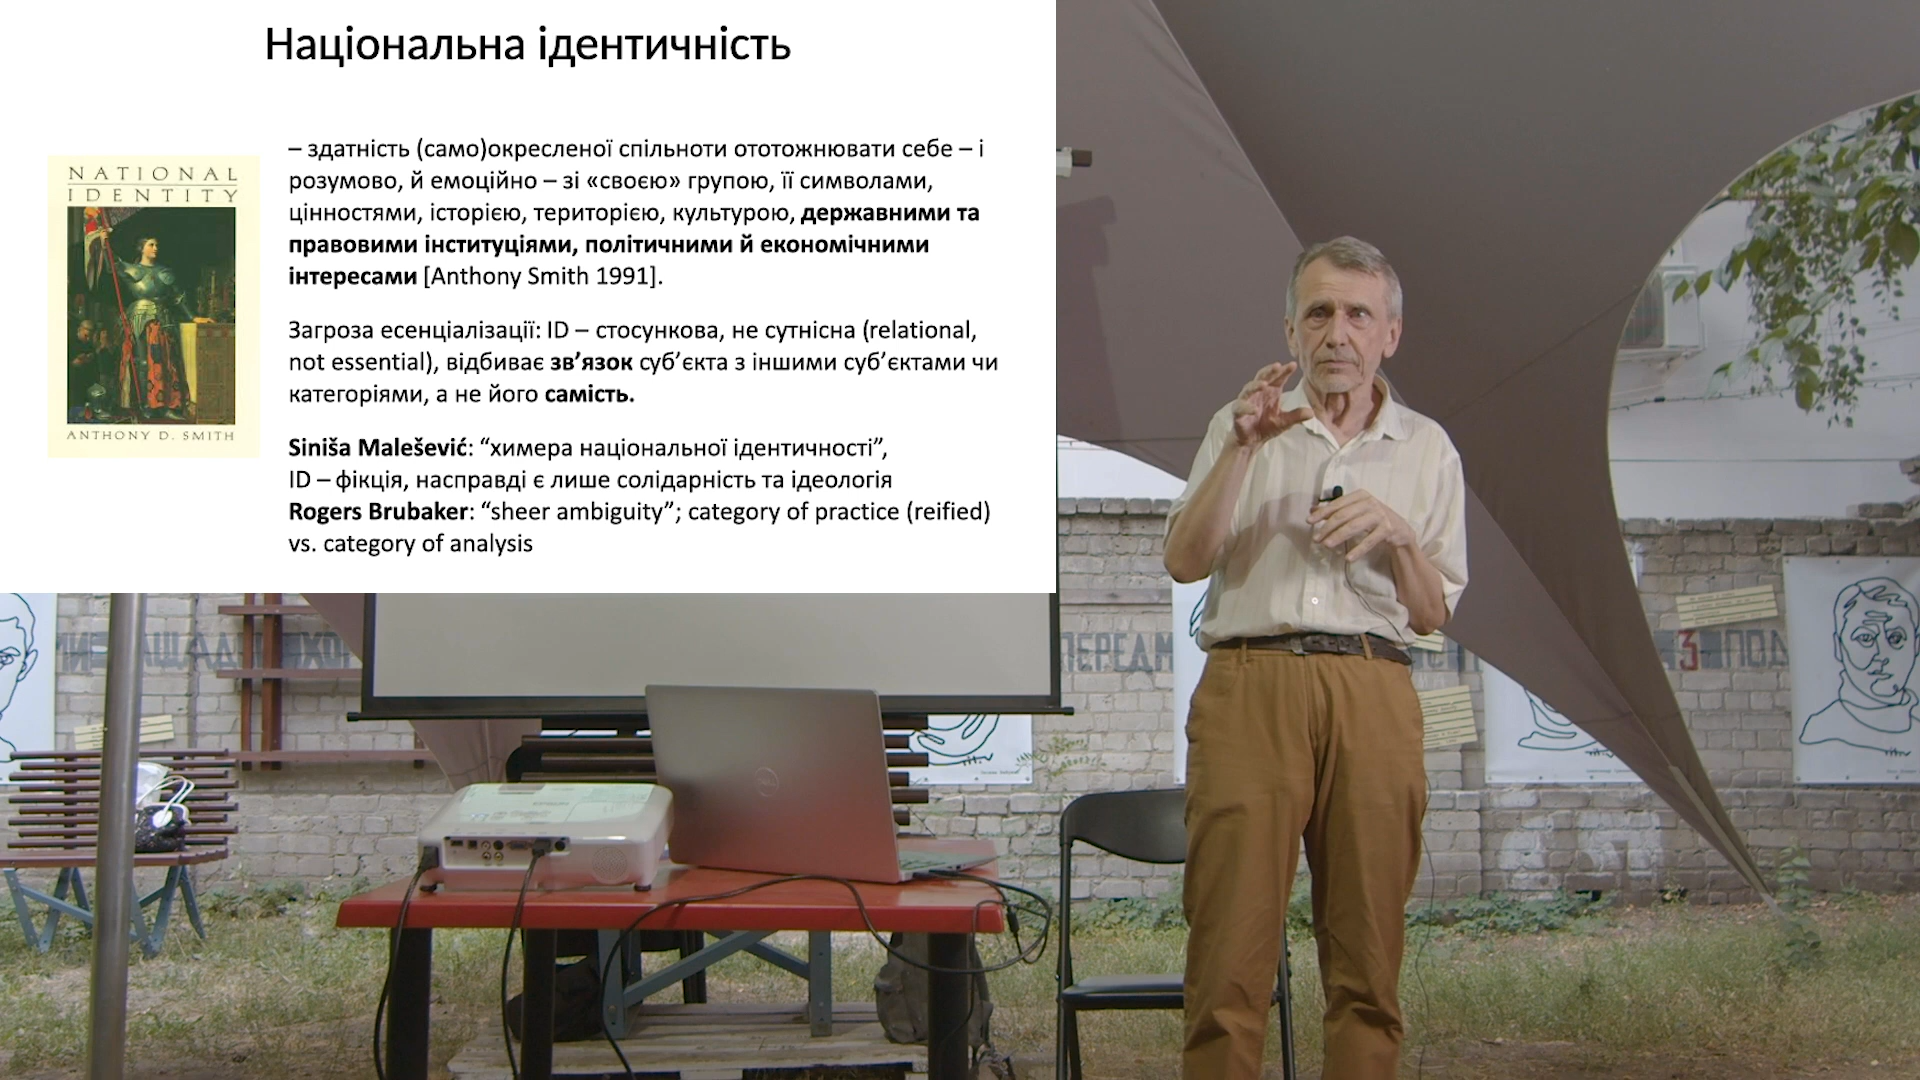 Національна ідентичність
NATIONAL
IDENTITY
ANTHONY D. SMITH
– здатність (само)окресленої спільноти ототожнювати себе – і
розумово, й емоційно – зі «своєю» групою, її символами,
цінностями, історією, територією, культурою, державними та
правовими інституціями, політичними й економічними
інтересами [Anthony Smith 1991].
Загроза есенціалізації: ID – стосункова, не сутнісна (relational,
not essential), відбиває зв’язок суб’єкта з іншими суб’єктами чи
категоріями, а не його самість.
Siniša Malešević: “химера національної ідентичності”,
ID – фікція, насправді є лише солідарність та ідеологія
Rogers Brubaker: “sheer ambiguity”; category of practice (reified)
vs. category of analysis
ПЕРЕДМ
З ПОД